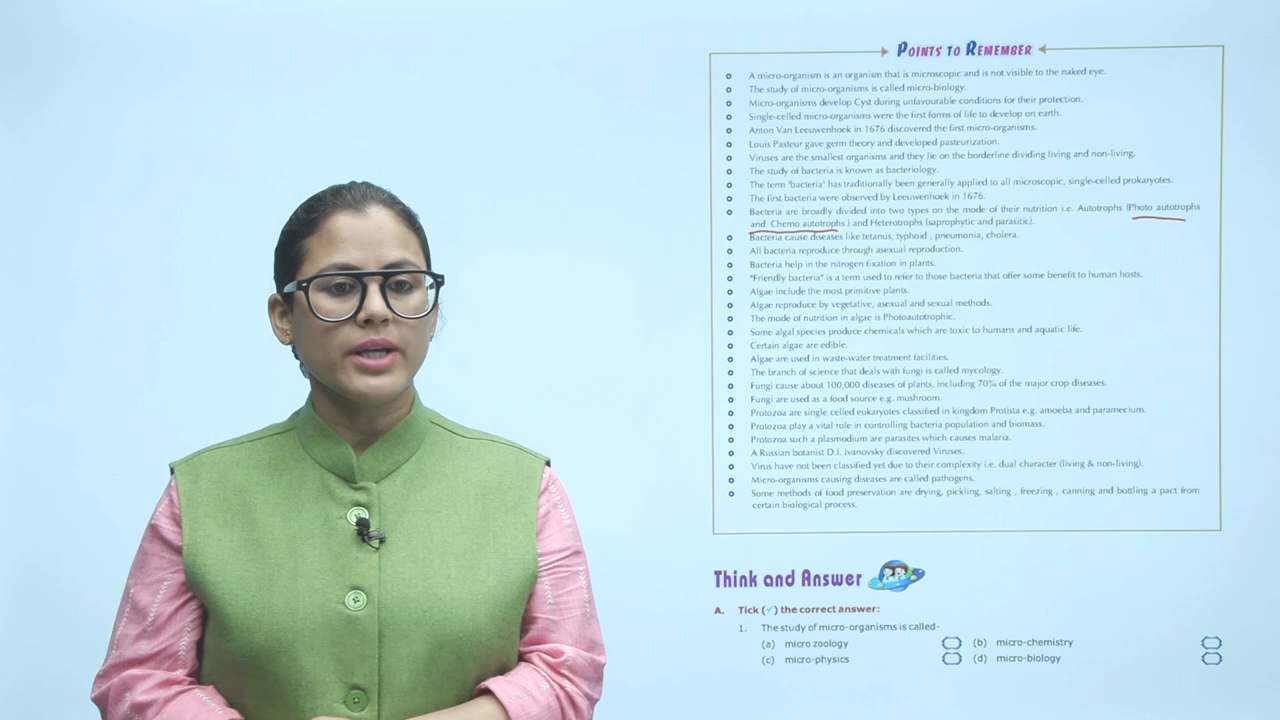 POINTS TO REMEMBER
A micro-organism is an organism that is microscopic and is not visible to the naked eye.
The study of micro-organisms is called micro-biology.
Micro-organisms develop Cyst during unfavourable conditions for their protection.
Single-celled micro-organisms were the first forms of life to develop on earth.
Anton Van Leeuwenhoek in 1676 discovered the first micro-organisms.
Louis Pasteur gave germ theory and developed pasteurization.
Viruses are the smallest organisms and they lie on the borderline dividing living and non-living.
The study of bacteria is known as bacteriology.
The term 'bacteria' has traditionally been generally applied to all microscopic, single-celled prokaryotes.
The first bacteria were observed by Leeuwenhoek in 1676.
Bacteria are broadly divided into two types on the mode of their nutrition i.e. Autotrophs (Photo autotrophs
and Chemo autotrophs ) and Heterotrophs (saprophytic and parasitic).
Bacteria cause diseases like tetanus, typhoid , pneumonia, cholera.
All bacteria reproduce through asexual reproduction.
Bacteria help in the nitrogen fixation in plants.
"Friendly bacteria" is a term used to refer to those bacteria that offer some benefit to human hosts.
Algae include the most primitive plants.
Algae reproduce by vegetative, asexual and sexual methods.
The mode of nutrition in algae is Photoautotrophic.
Some algal species produce chemicals which are toxic to humans and aquatic life.
Certain algae are edible.
Algae are used in waste-water treatment facilities.
The branch of science that deals with fungi is called mycology.
Fungi cause about 100,000 diseases of plants, including 70% of the major crop diseases.
Fungi are used as a food source e.g. mushroom.
Protozoa are single celled eukaryotes classified in kingdom Protista e.g. amoeba and paramecium.
Protozoa play a vital role in controlling bacteria population and biomass.
Protozoa such a plasmodium are parasites which causes malaria.
A Russian botanist D.I. Ivanovsky discovered Viruses.
Virus have not been classified yet due to their complexity i.e. dual character (living & non-living).
Micro-organisms causing diseases are called pathogens.
Some methods of food preservation are drying, pickling, salting , freezing , canning and bottling a pact from
certain biological process.
Think and Answer
A. Tick (✓) the correct answer:
1. The study of micro-organisms is called-
(a) micro zoology (b) micro-chemistry
(c) micro-physics (d) micro-biology